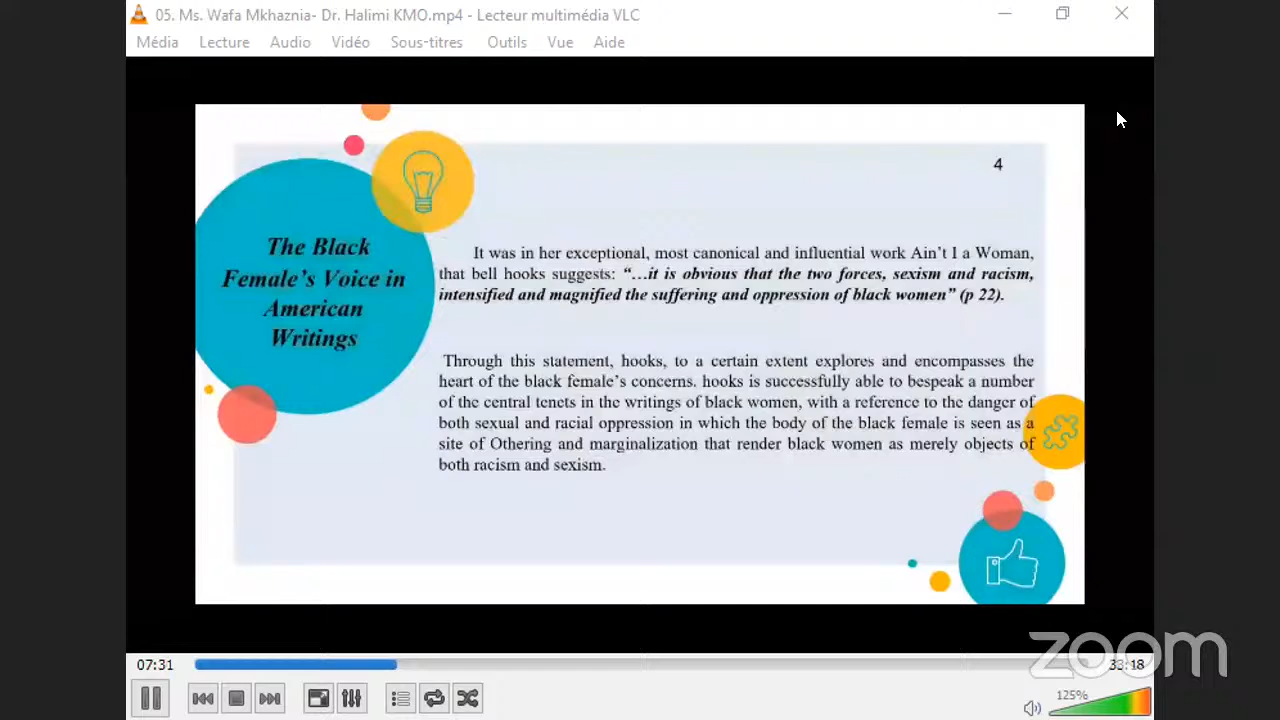 05. Ms. Wafa Mkhaznia- Dr. Halimi KMO.mp4 - Lecteur multimédia VLC
Média Lecture Audio Vidéo Sous-titres Outils Vue Aide
4
The Black
Female's Voice in
American
Writings
It was in her exceptional, most canonical and influential work Ain't I a Woman,
that bell hooks suggests: “…it is obvious that the two forces, sexism and racism,
intensified and magnified the suffering and oppression of black women” (p 22).
Through this statement, hooks, to a certain extent explores and encompasses the
heart of the black female's concerns. hooks is successfully able to bespeak a number
of the central tenets in the writings of black women, with a reference to the danger of
both sexual and racial oppression in which the body of the black female is seen as a
site of Othering and marginalization that render black women as merely objects of
both racism and sexism.
zoom
07:31
33:18
125%